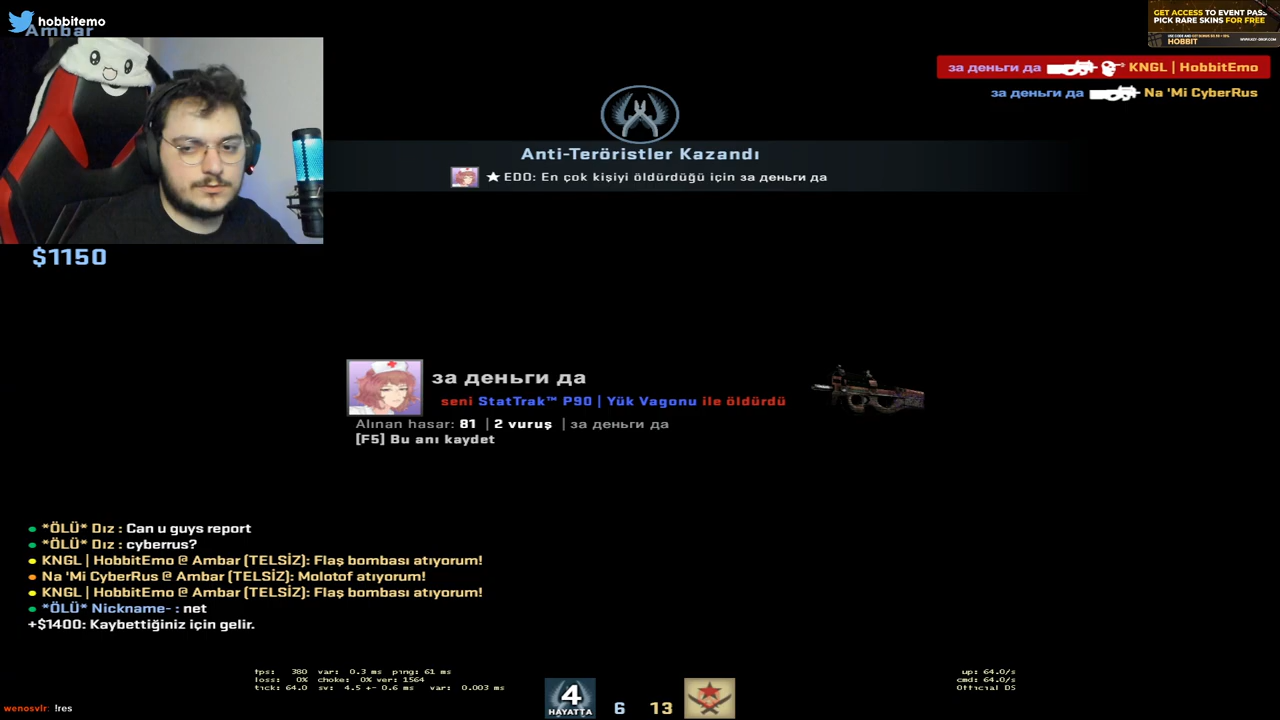 hobbitemo
Ambar
GET ACCESS TO EVENT PASS
PICK RARE SKINS FOR FREE
HOBBIT
за деньги да KNGL | HobbitEmo
за деньги да Na 'Mi CyberRus
Anti-Teröristler Kazandı
★ EDO: En çok kişiyi öldürdüğü için за деньги да
$1150
за деньги да
seni StatTrak™ P90 | Yük Vagonu ile öldürdü
Alınan hasar: 81 | 2 vuruş | за деньги да
[F5] Bu anı kaydet
*ÖLÜ* Dız : Can u guys report
*ÖLÜ* Dız : cyberrus?
KNGL | HobbitEmo @ Ambar (TELSİZ): Flaş bombası atıyorum!
Na 'Mi CyberRus @ Ambar (TELSİZ): Molotof atıyorum!
KNGL | HobbitEmo @ Ambar (TELSİZ): Flaş bombası atıyorum!
*ÖLÜ* Nickname- : net
+$1400: Kaybettiğiniz için gelir.
fps: 380 var: 0.3 ms ping: 61 ms
loss: 0% choke: 0% ver: 1564
tick: 64.0 sv: 4.5 +- 0.6 ms var: 0.003 ms
up: 64.0/s
cmd: 64.0/s
Official DS
4
HAYATTA
6 13
wenosvlr: !res